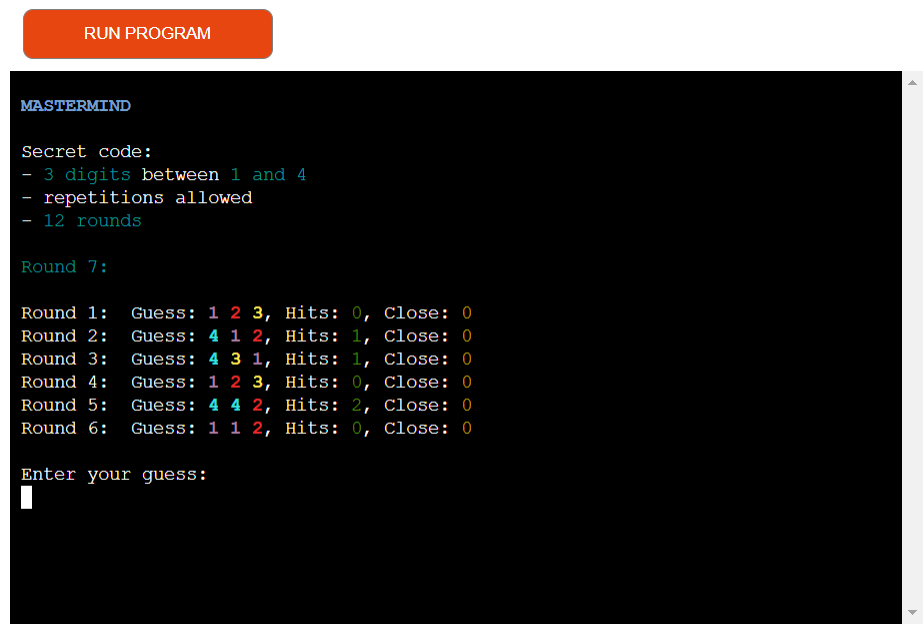 RUN PROGRAM
MASTERMIND
Secret code:
- 3 digits between 1 and 4
- repetitions allowed
- 12 rounds
Round 7:
Round 1:  Guess: 1 2 3, Hits: 0, Close: 0
Round 2:  Guess: 4 1 2, Hits: 1, Close: 0
Round 3:  Guess: 4 3 1, Hits: 1, Close: 0
Round 4:  Guess: 1 2 3, Hits: 0, Close: 0
Round 5:  Guess: 4 4 2, Hits: 2, Close: 0
Round 6:  Guess: 1 1 2, Hits: 0, Close: 0
Enter your guess: